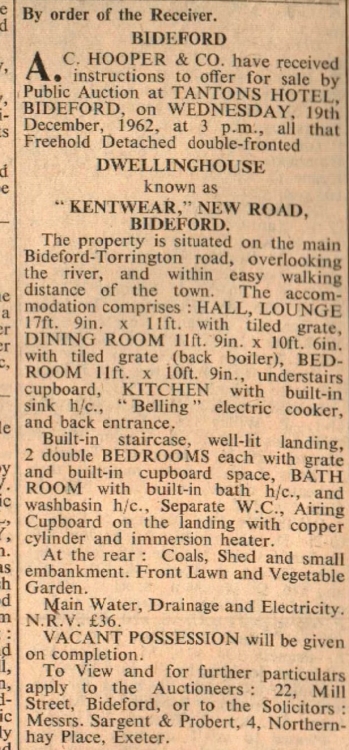 By order of the Receiver.
BIDEFORD
A. C. HOOPER & CO. have received
instructions to offer for sale by
Public Auction at TANTONS HOTEL,
BIDEFORD, on WEDNESDAY, 19th
December, 1962, at 3 p.m., all that
Freehold Detached double-fronted
DWELLINGHOUSE
known as
“KENTWEAR,” NEW ROAD,
BIDEFORD.
The property is situated on the main
Bideford-Torrington road, overlooking
the river, and within easy walking
distance of the town. The accom-
modation comprises : HALL, LOUNGE
17ft. 9in. x 11ft. with tiled grate,
DINING ROOM 11ft. 9in. x 10ft. 6in.
with tiled grate (back boiler), BED-
ROOM 11ft. x 10ft. 9in., understairs
cupboard, KITCHEN with built-in
sink h/c., “Belling” electric cooker,
and back entrance.
Built-in staircase, well-lit landing,
2 double BEDROOMS each with grate
and built-in cupboard space, BATH
ROOM with built-in bath h/c., and
washbasin h/c., Separate W.C., Airing
Cupboard on the landing with copper
cylinder and immersion heater.
At the rear : Coals, Shed and small
embankment. Front Lawn and Vegetable
Garden.
Main Water, Drainage and Electricity.
N.R.V. £36.
VACANT POSSESSION will be given
on completion.
To View and for further particulars
apply to the Auctioneers : 22, Mill
Street, Bideford, or to the Solicitors :
Messrs. Sargent & Probert, 4, Northern-
hay Place, Exeter.